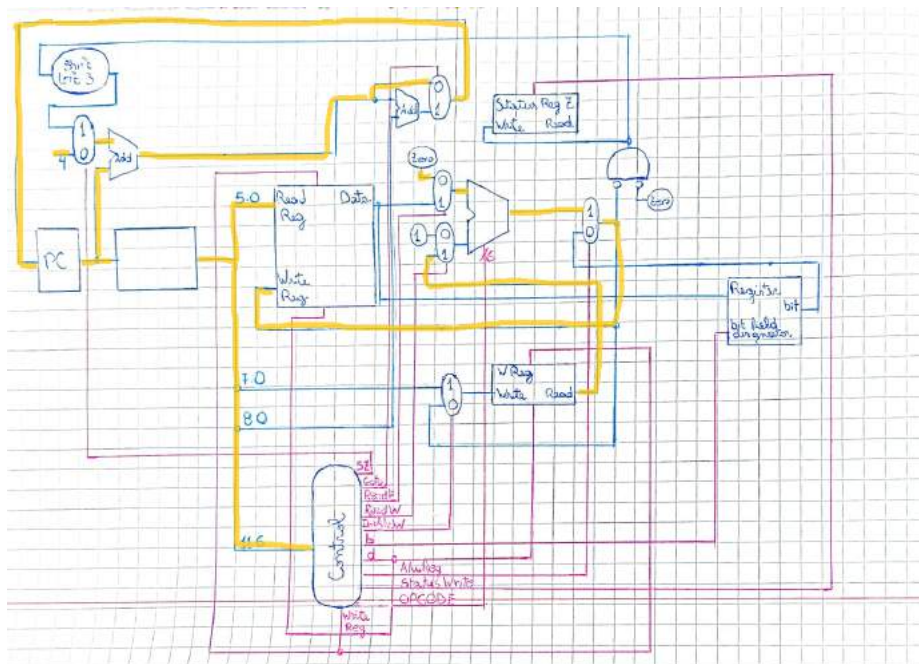 Shift
left 3
1
0
4
Add
Add
0
1
Status Reg Z
Write Read
Zero
0
1
Zero
1
0
5.0
Read
Reg
Data
Write
Reg
PC
1
0
1
16
Register
bit
bit field
W Reg
Write Read
7.0
1
0
8.0
11.6
Control
SZ
Goto
ReadZ
ReadW
b
d
AluReg
StatusWrite
OPCODE
Write
Reg